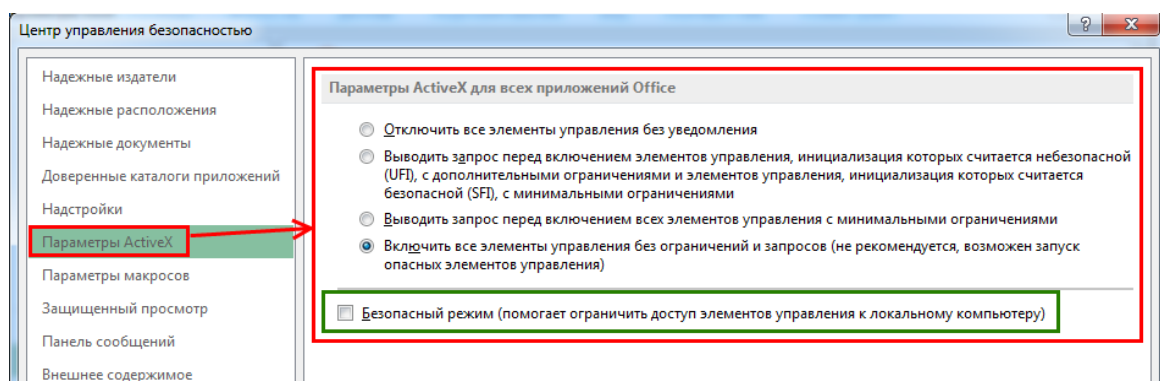 Центр управления безопасностью
Надежные издатели
Надежные расположения
Надежные документы
Доверенные каталоги приложений
Надстройки
Параметры ActiveX
Параметры макросов
Защищенный просмотр
Панель сообщений
Внешнее содержимое
Параметры ActiveX для всех приложений Office
Отключить все элементы управления без уведомления
Выводить запрос перед включением элементов управления, инициализация которых считается небезопасной
(UFI), с дополнительными ограничениями и элементов управления, инициализация которых считается
безопасной (SFI), с минимальными ограничениями
Выводить запрос перед включением всех элементов управления с минимальными ограничениями
Включить все элементы управления без ограничений и запросов (не рекомендуется, возможен запуск
опасных элементов управления)
Безопасный режим (помогает ограничить доступ элементов управления к локальному компьютеру)